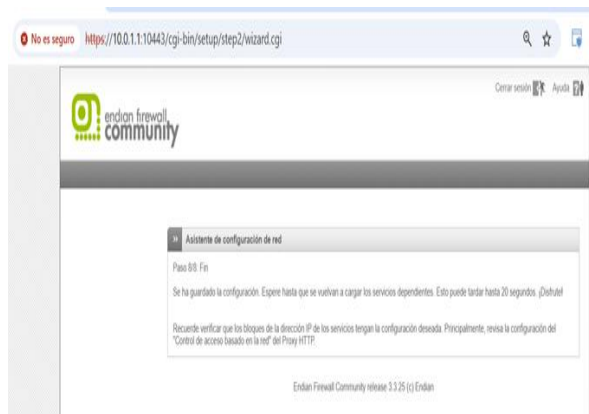 No es seguro https://10.0.1.1:10443/cgi-bin/setup/step2/wizard.cgi
Cerrar sesión Ayuda
endian firewall
community
Asistente de configuración de red
Paso 8/8: Fin
Se ha guardado la configuración. Espere hasta que se vuelvan a cargar los servicios dependientes. Esto puede tardar hasta 20 segundos. ¡Disfrute!
Recuerde verificar que los bloques de la dirección IP de los servicios tengan la configuración deseada. Principalmente, revisa la configuración del
"Control de acceso basado en la red" del Proxy HTTP.
Endian Firewall Community release 3.3.25 (c) Endian